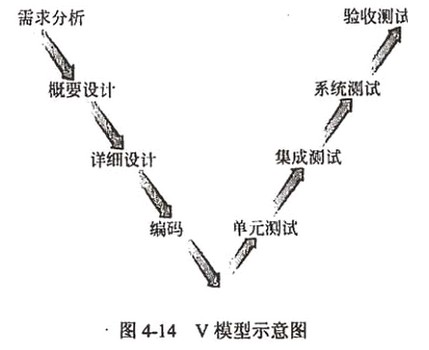 需求分析
验收测试
概要设计
系统测试
详细设计
集成测试
编码
单元测试
图 4-14 V 模型示意图